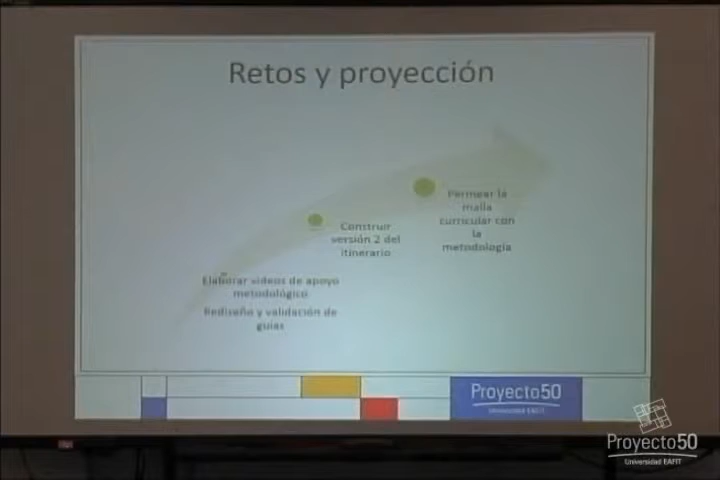 Retos y proyección
Permear la
malla
curricular con
la
metodología
Construir
versión 2 del
itinerario
Elaborar videos de apoyo
metodológico
Rediseño y validación de
guías
Proyecto50
Universidad EAFIT
Proyecto50
Universidad EAFIT